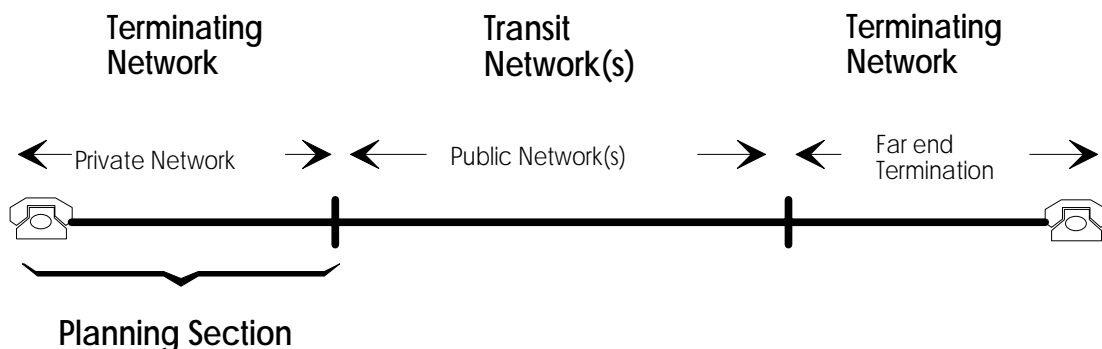 Terminating
Network
Transit
Network(s)
Terminating
Network
Private Network
Public Network(s)
Far end
Termination
Planning Section